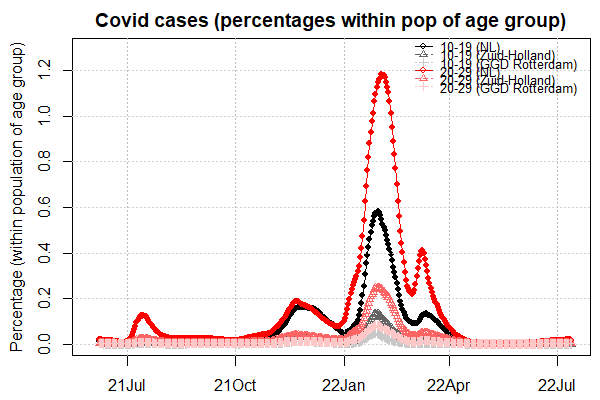 Covid cases (percentages within pop of age group)
10-19 (NL)
10-19 (Zuid-Holland)
10-19 (GGD Rotterdam)
20-29 (NL)
20-29 (Zuid-Holland)
20-29 (GGD Rotterdam)
Percentage (within population of age group)
1.2
1.0
0.8
0.6
0.4
0.2
0.0
21Jul 21Oct 22Jan 22Apr 22Jul